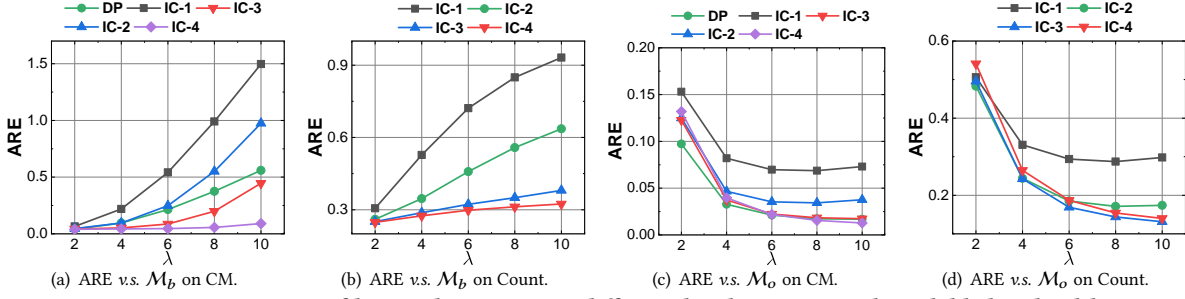 DP IC-1 IC-3
IC-2 IC-4
ARE
1.5
1.0
0.5
0.0
2 4 6 8 10
λ
(a) ARE v.s. M_b on CM.
IC-1 IC-2
IC-3 IC-4
ARE
0.9
0.6
0.3
2 4 6 8 10
λ
(b) ARE v.s. M_b on Count.
DP IC-1 IC-3
IC-2 IC-4
ARE
0.20
0.15
0.10
0.05
0.00
2 4 6 8 10
λ
(c) ARE v.s. M_o on CM.
IC-1 IC-2
IC-3 IC-4
ARE
0.6
0.4
0.2
2 4 6 8 10
λ
(d) ARE v.s. M_o on Count.